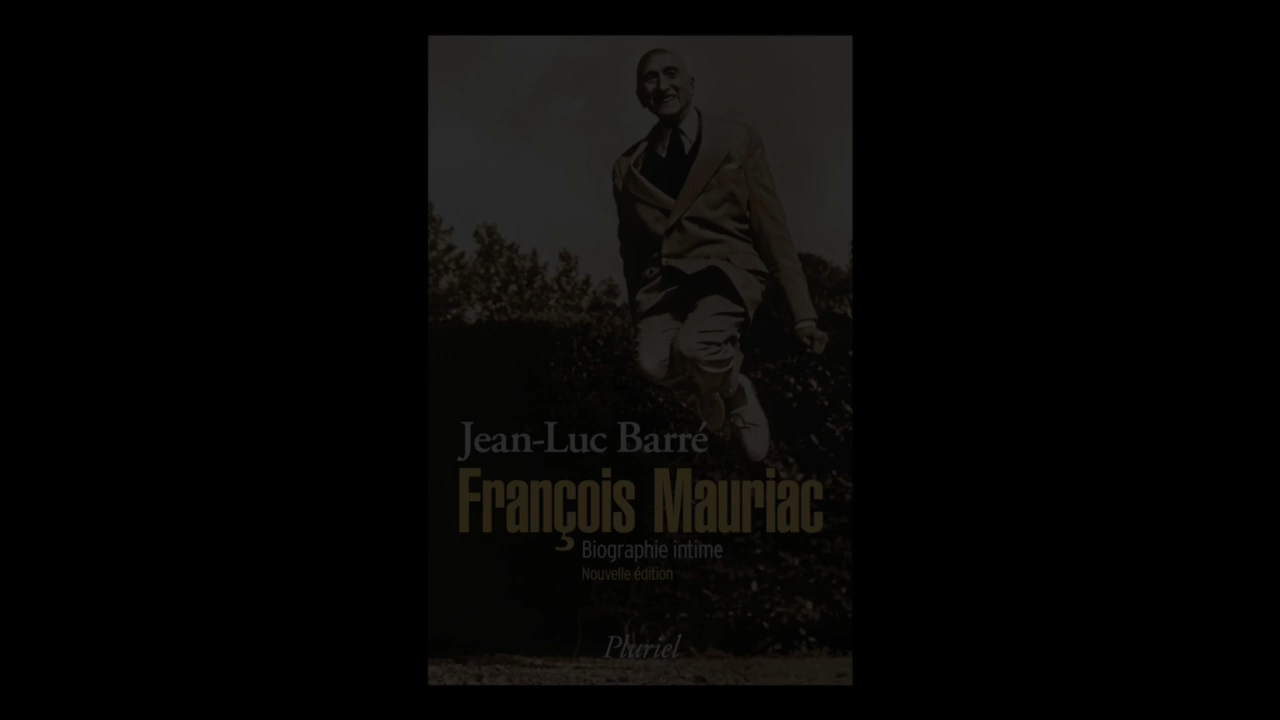 Jean-Luc Barré
François Mauriac
Biographie intime
Nouvelle édition
Pluriel